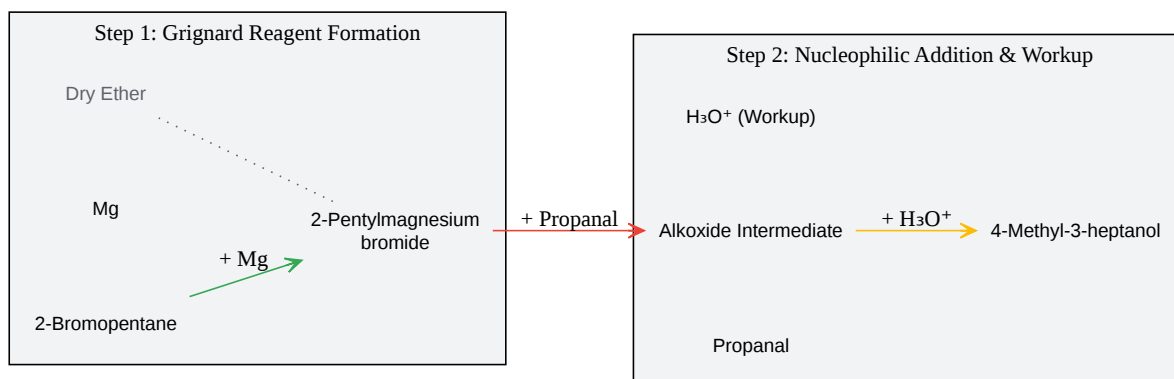 Step 1: Grignard Reagent Formation
Dry Ether
Mg
2-Pentylmagnesium
bromide
+ Mg
2-Bromopentane
+ Propanal
Step 2: Nucleophilic Addition & Workup
H₃O⁺ (Workup)
Alkoxide Intermediate
+ H₃O⁺
4-Methyl-3-heptanol
Propanal